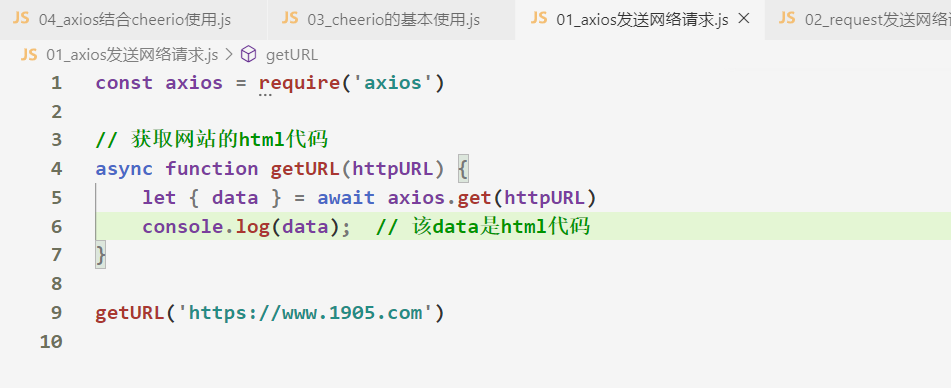 JS 04_axios结合cheerio使用.js JS 03_cheerio的基本使用.js JS 01_axios发送网络请求.js × JS 02_request发送网络
JS 01_axios发送网络请求.js > getURL
1 const axios = require('axios')
2
3 // 获取网站的html代码
4 async function getURL(httpURL) {
5 let { data } = await axios.get(httpURL)
6 console.log(data); // 该data是html代码
7 }
8
9 getURL('https://www.1905.com')
10